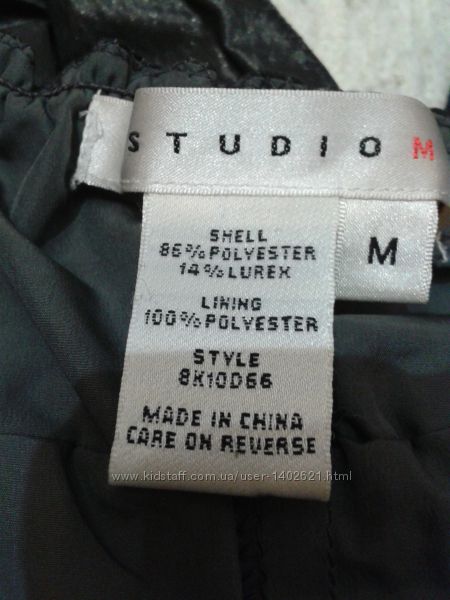 STUDIO M
M
SHELL
86% POLYESTER
14% LUREX
LINING
100% POLYESTER
STYLE
8K10D66
MADE IN CHINA
CARE ON REVERSE
www.kidstaff.com.ua/user-1402621.html